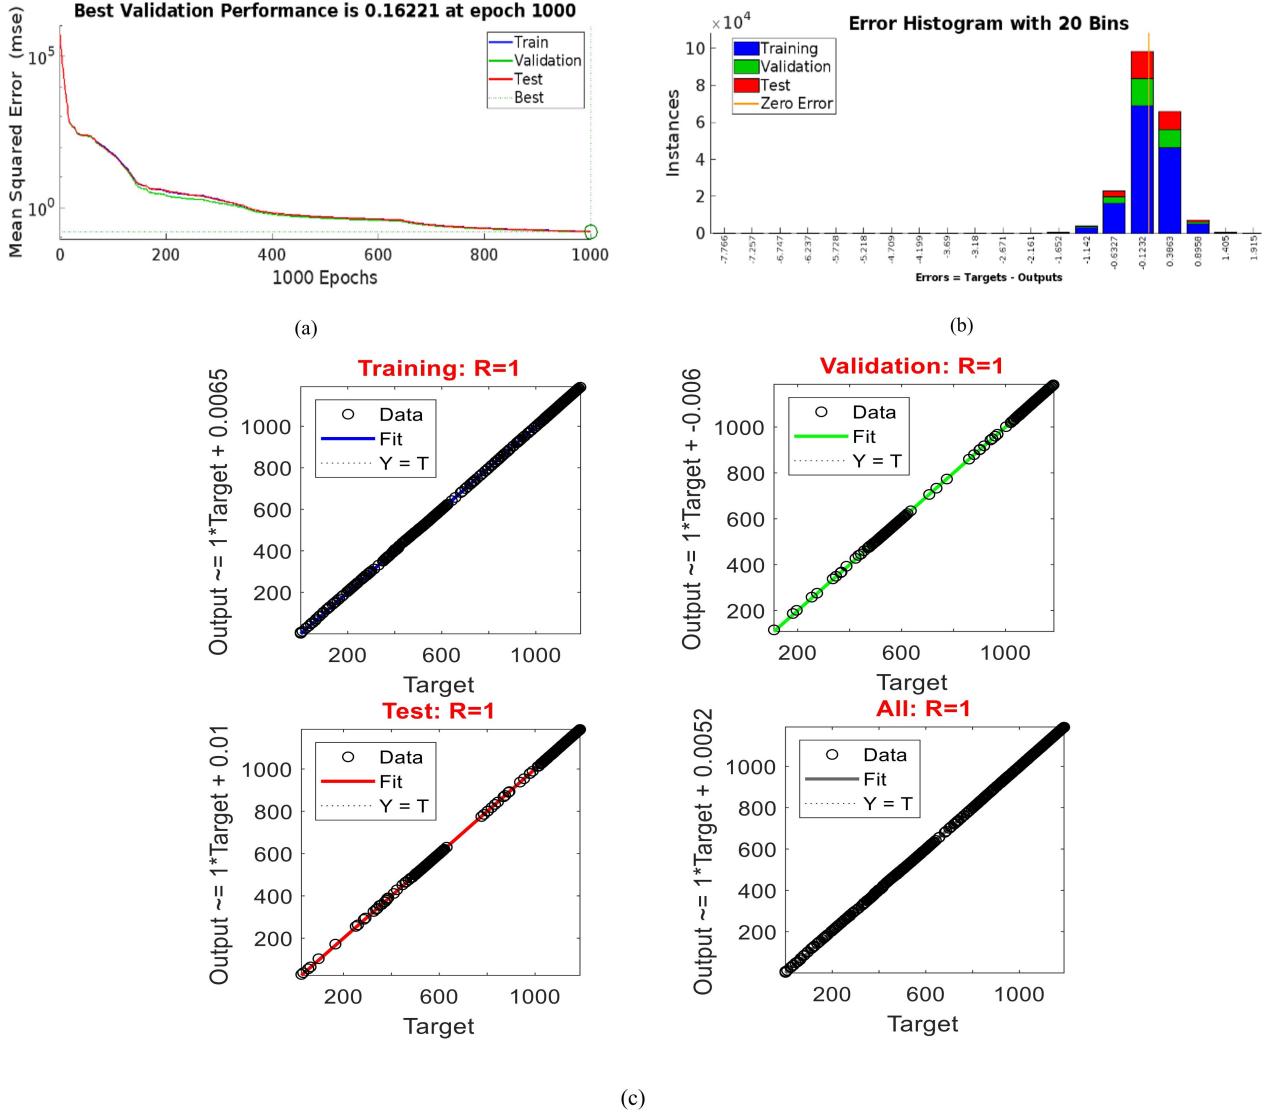 Best Validation Performance is 0.16221 at epoch 1000
Mean Squared Error (mse)
10^5
10^0
Train
Validation
Test
Best
0 200 400 600 800 1000
1000 Epochs
(a)
Error Histogram with 20 Bins
×10^4
Instances
10
8
6
4
2
0
Training
Validation
Test
Zero Error
-7.766 -7.257 -6.747 -6.237 -5.728 -5.218 -4.709 -4.199 -3.69 -3.18 -2.671 -2.161 -1.652 -1.142 -0.6327 -0.1232 0.3863 0.8958 1.405 1.915
Errors = Targets - Outputs
(b)
Training: R=1
Output ~= 1*Target + 0.0065
1000
800
600
400
200
Data
Fit
Y = T
200 600 1000
Target
Validation: R=1
Output ~= 1*Target + -0.006
1000
800
600
400
200
Data
Fit
Y = T
200 600 1000
Target
Test: R=1
Output ~= 1*Target + 0.01
1000
800
600
400
200
Data
Fit
Y = T
200 600 1000
Target
All: R=1
Output ~= 1*Target + 0.0052
1000
800
600
400
200
Data
Fit
Y = T
200 600 1000
Target
(c)